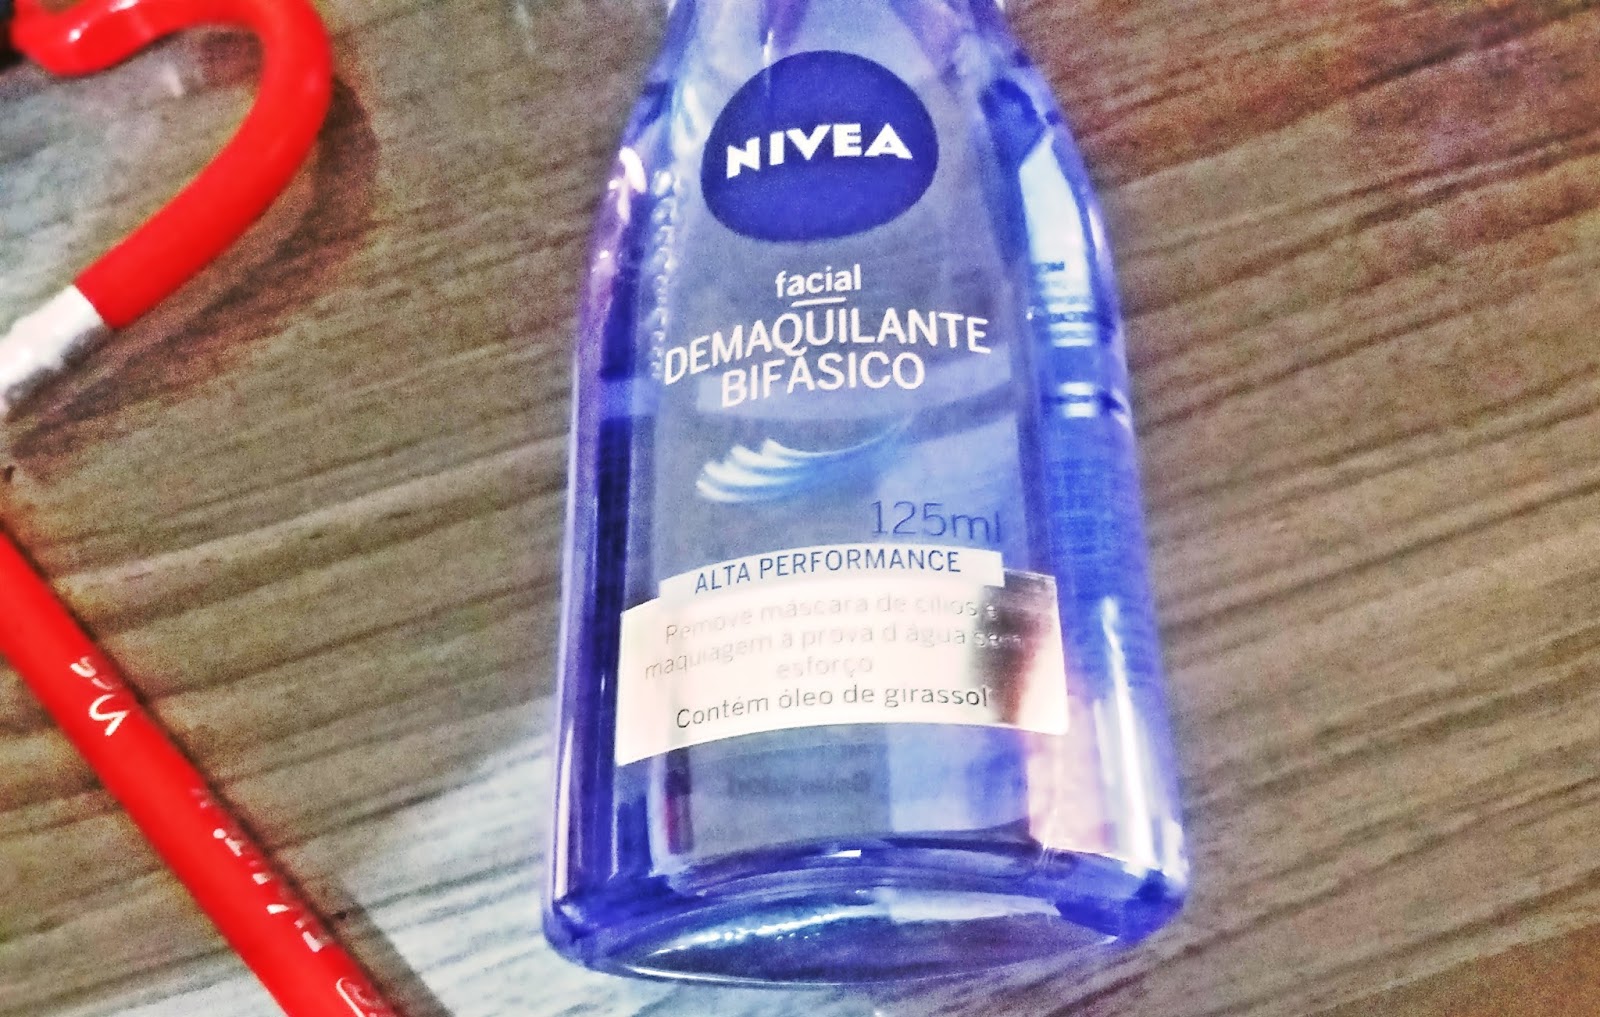 NIVEA
facial
DEMAQUILANTE
BIFÁSICO
125ml
ALTA PERFORMANCE
Remove máscara de cílios e
maquiagem à prova d água sem
esforço
Contém óleo de girassol